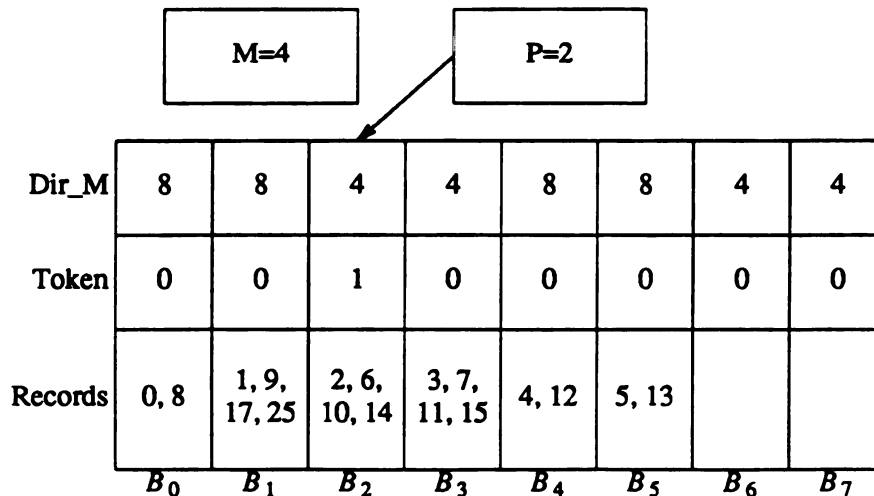 M=4 P=2
Dir_M 8 8 4 4 8 8 4 4
Token 0 0 1 0 0 0 0 0
Records 0, 8 1, 9, 17, 25 2, 6, 10, 14 3, 7, 11, 15 4, 12 5, 13
B₀ B₁ B₂ B₃ B₄ B₅ B₆ B₇